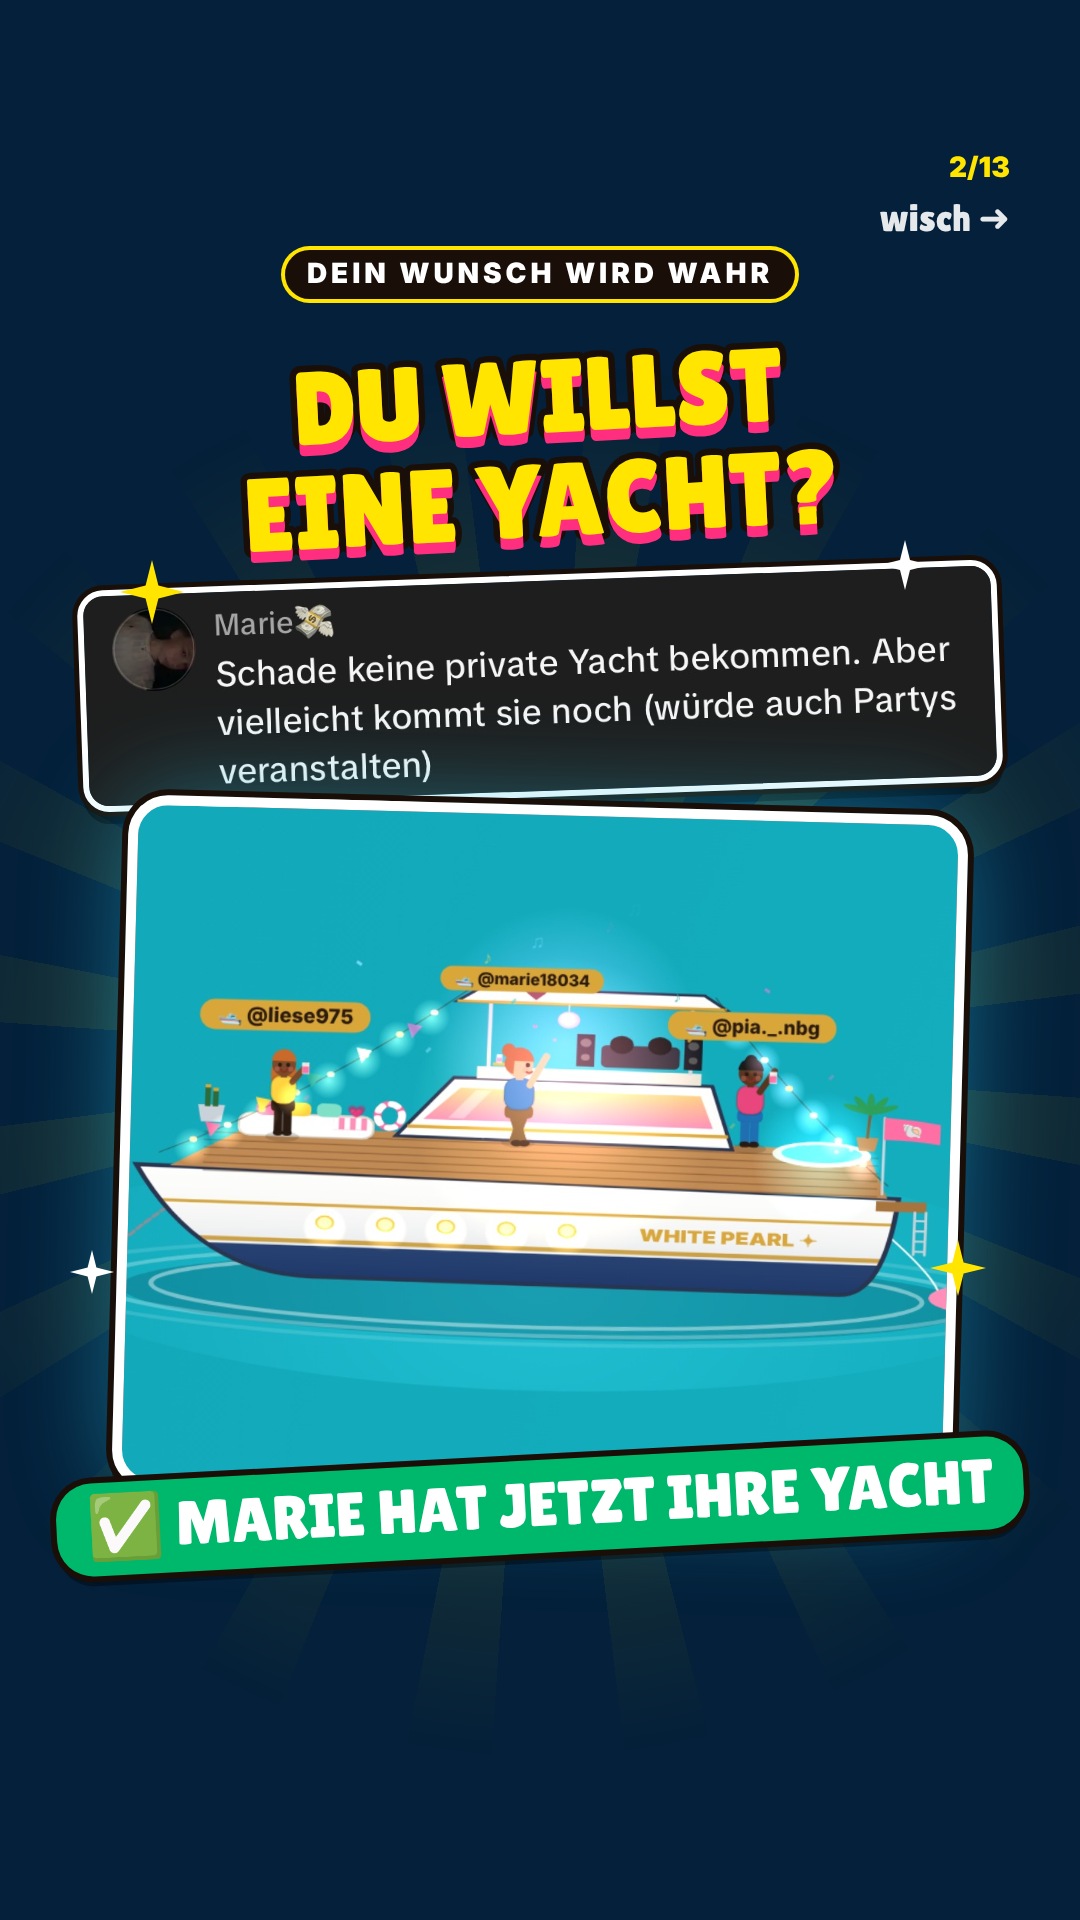 2/13
wisch →
DEIN WUNSCH WIRD WAHR
DU WILLST
EINE YACHT?
Marie💸
Schade keine private Yacht bekommen. Aber
vielleicht kommt sie noch (würde auch Partys
veranstalten)
@marie18034
@liese975
@pia._.nbg
WHITE PEARL ✦
✅ MARIE HAT JETZT IHRE YACHT